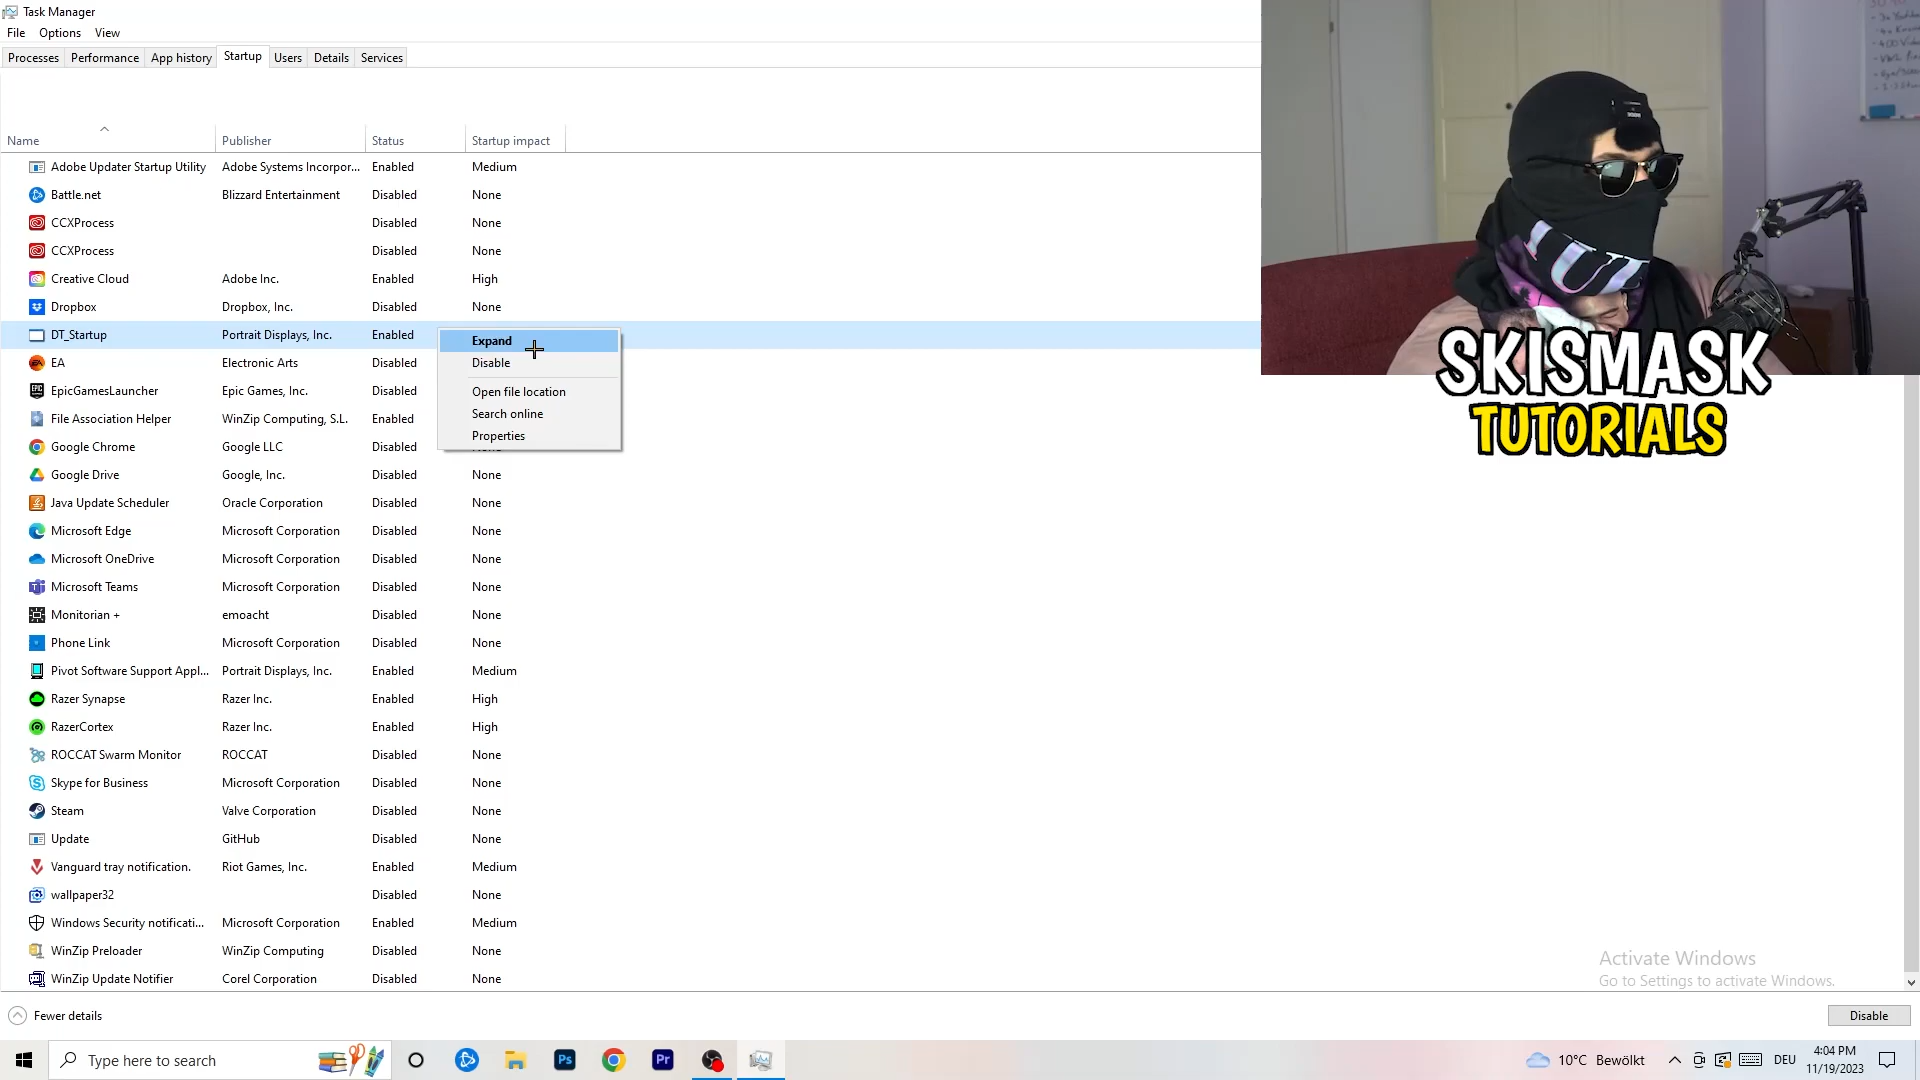 Task Manager
File Options View
Processes Performance App history Startup Users Details Services
Name Publisher Status Startup impact
Adobe Updater Startup Utility Adobe Systems Incorpor... Enabled Medium
Battle.net Blizzard Entertainment Disabled None
CCXProcess Disabled None
CCXProcess Disabled None
Creative Cloud Adobe Inc. Enabled High
Dropbox Dropbox, Inc. Disabled None
DT_Startup Portrait Displays, Inc. Enabled
Expand
EA Electronic Arts Disabled
Disable
EpicGamesLauncher Epic Games, Inc. Disabled
Open file location
File Association Helper WinZip Computing, S.L. Enabled
Search online
Properties
Google Chrome Google LLC Disabled
Google Drive Google, Inc. Disabled None
Java Update Scheduler Oracle Corporation Disabled None
Microsoft Edge Microsoft Corporation Disabled None
Microsoft OneDrive Microsoft Corporation Disabled None
Microsoft Teams Microsoft Corporation Disabled None
Monitorian + emoacht Disabled None
Phone Link Microsoft Corporation Disabled None
Pivot Software Support Appl... Portrait Displays, Inc. Enabled Medium
Razer Synapse Razer Inc. Enabled High
RazerCortex Razer Inc. Enabled High
ROCCAT Swarm Monitor ROCCAT Disabled None
Skype for Business Microsoft Corporation Disabled None
Steam Valve Corporation Disabled None
Update GitHub Disabled None
Vanguard tray notification. Riot Games, Inc. Enabled Medium
wallpaper32 Disabled None
Windows Security notificati... Microsoft Corporation Enabled Medium
WinZip Preloader WinZip Computing Disabled None
WinZip Update Notifier Corel Corporation Disabled None
SKISMASK
TUTORIALS
Activate Windows
Go to Settings to activate Windows.
Fewer details
Disable
Type here to search
Ps
Pr
10°C Bewölkt
DEU
4:04 PM
11/19/2023